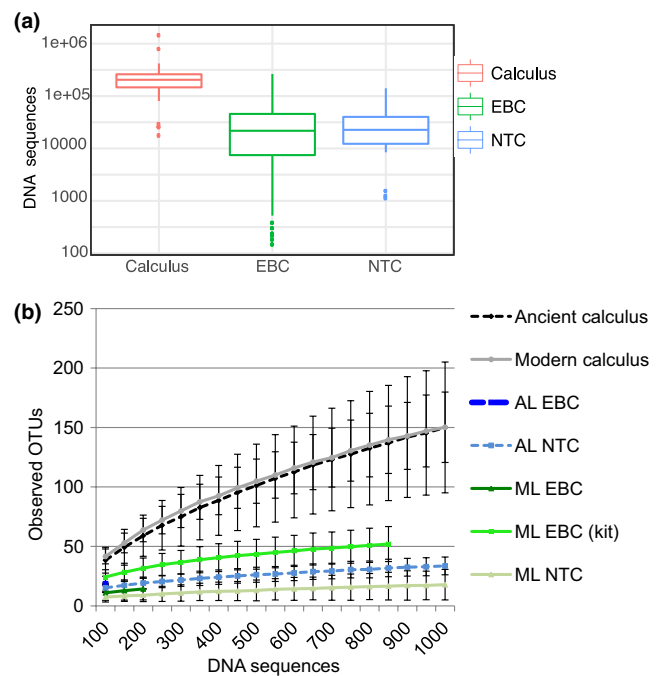 (a)
DNA sequences
1e+06
1e+05
10000
1000
100
Calculus
EBC
NTC
Calculus
EBC
NTC
(b)
Observed OTUs
250
200
150
100
50
0
100
200
300
400
500
600
700
800
900
1000
DNA sequences
Ancient calculus
Modern calculus
AL EBC
AL NTC
ML EBC
ML EBC (kit)
ML NTC